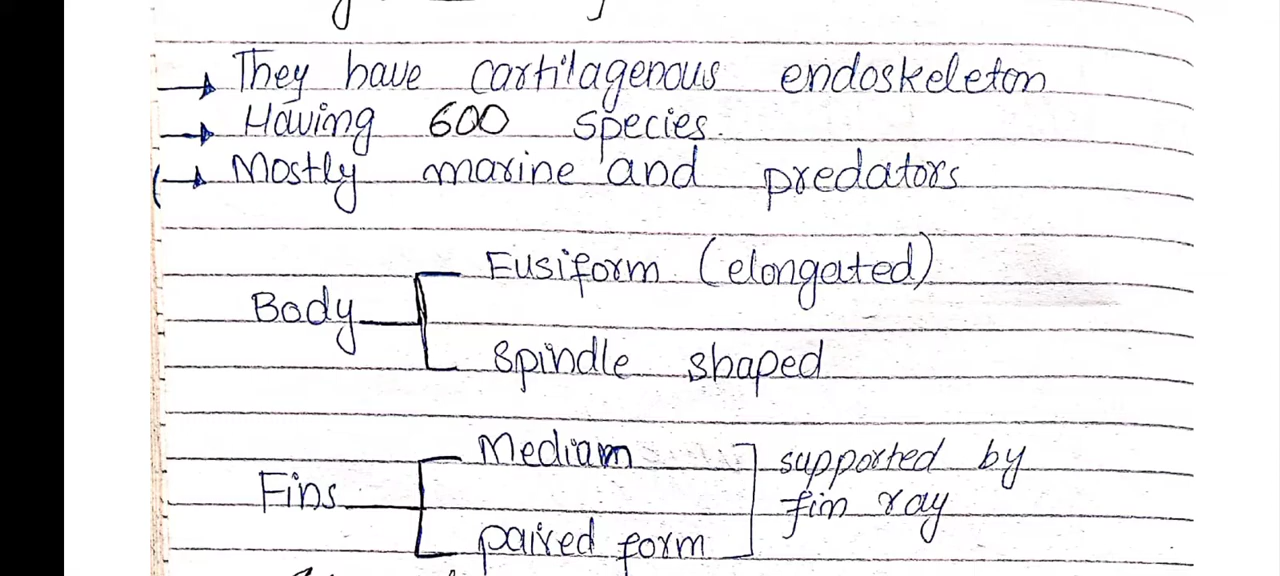 → They have cartilagenous endoskeleton
→ Having 600 species.
→ Mostly marine and predators
Body
Fusiform (elongated)
spindle shaped
Fins
Mediam
paired form
supported by
fin ray